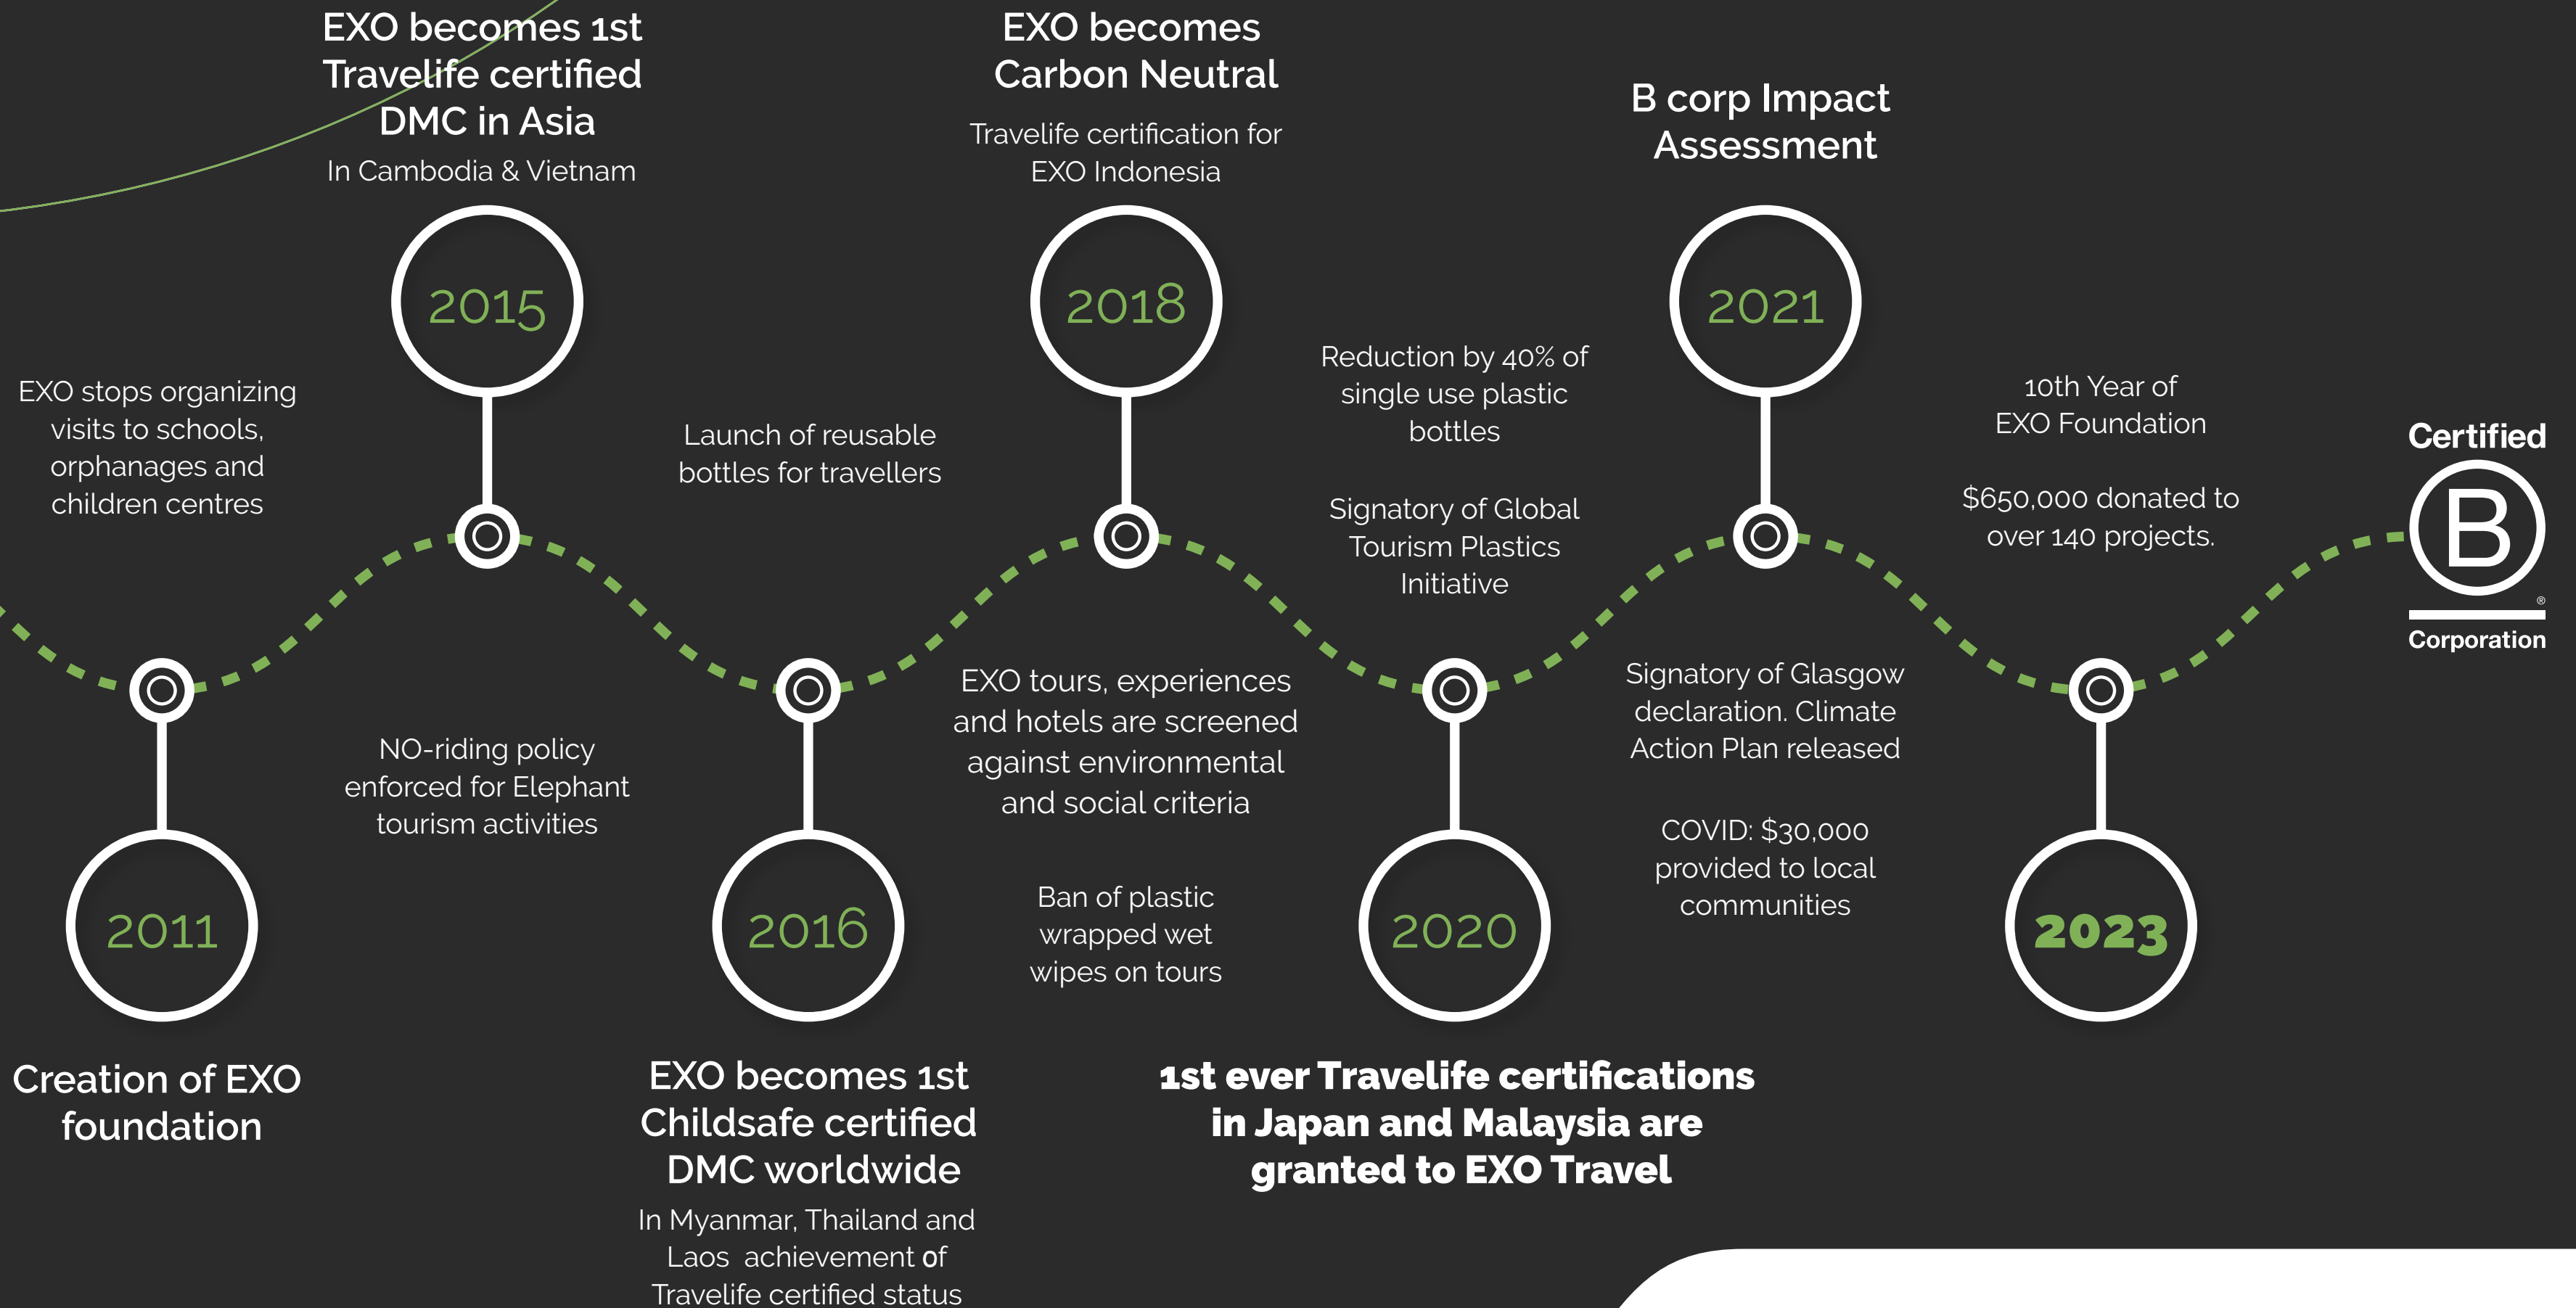 EXO stops organizing
visits to schools,
orphanages and
children centres
2011
Creation of EXO
foundation
EXO becomes 1st
Travelife certified
DMC in Asia
In Cambodia & Vietnam
2015
NO-riding policy
enforced for Elephant
tourism activities
Launch of reusable
bottles for travellers
2016
EXO becomes 1st
Childsafe certified
DMC worldwide
In Myanmar, Thailand and
Laos achievement of
Travelife certified status
EXO becomes
Carbon Neutral
Travelife certification for
EXO Indonesia
2018
EXO tours, experiences
and hotels are screened
against environmental
and social criteria
Ban of plastic
wrapped wet
wipes on tours
Reduction by 40% of
single use plastic
bottles
Signatory of Global
Tourism Plastics
Initiative
2020
1st ever Travelife certifications
in Japan and Malaysia are
granted to EXO Travel
B corp Impact
Assessment
2021
Signatory of Glasgow
declaration. Climate
Action Plan released
COVID: $30,000
provided to local
communities
10th Year of
EXO Foundation
$650,000 donated to
over 140 projects.
2023
Certified
B
®
Corporation